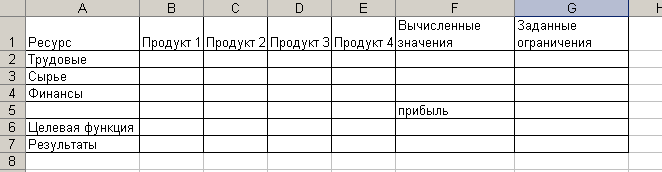 A B C D E F G H
1 Ресурс Продукт 1 Продукт 2 Продукт 3 Продукт 4 Вычисленные значения Заданные ограничения
2 Трудовые
3 Сырье
4 Финансы
5 прибыль
6 Целевая функция
7 Результаты
8